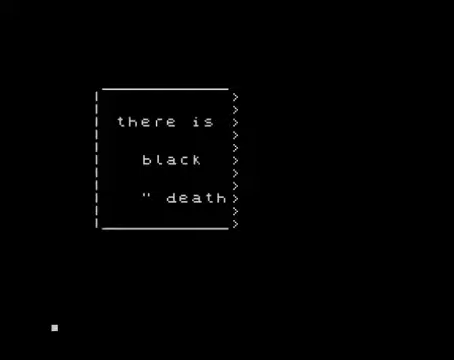 there is
black
" death